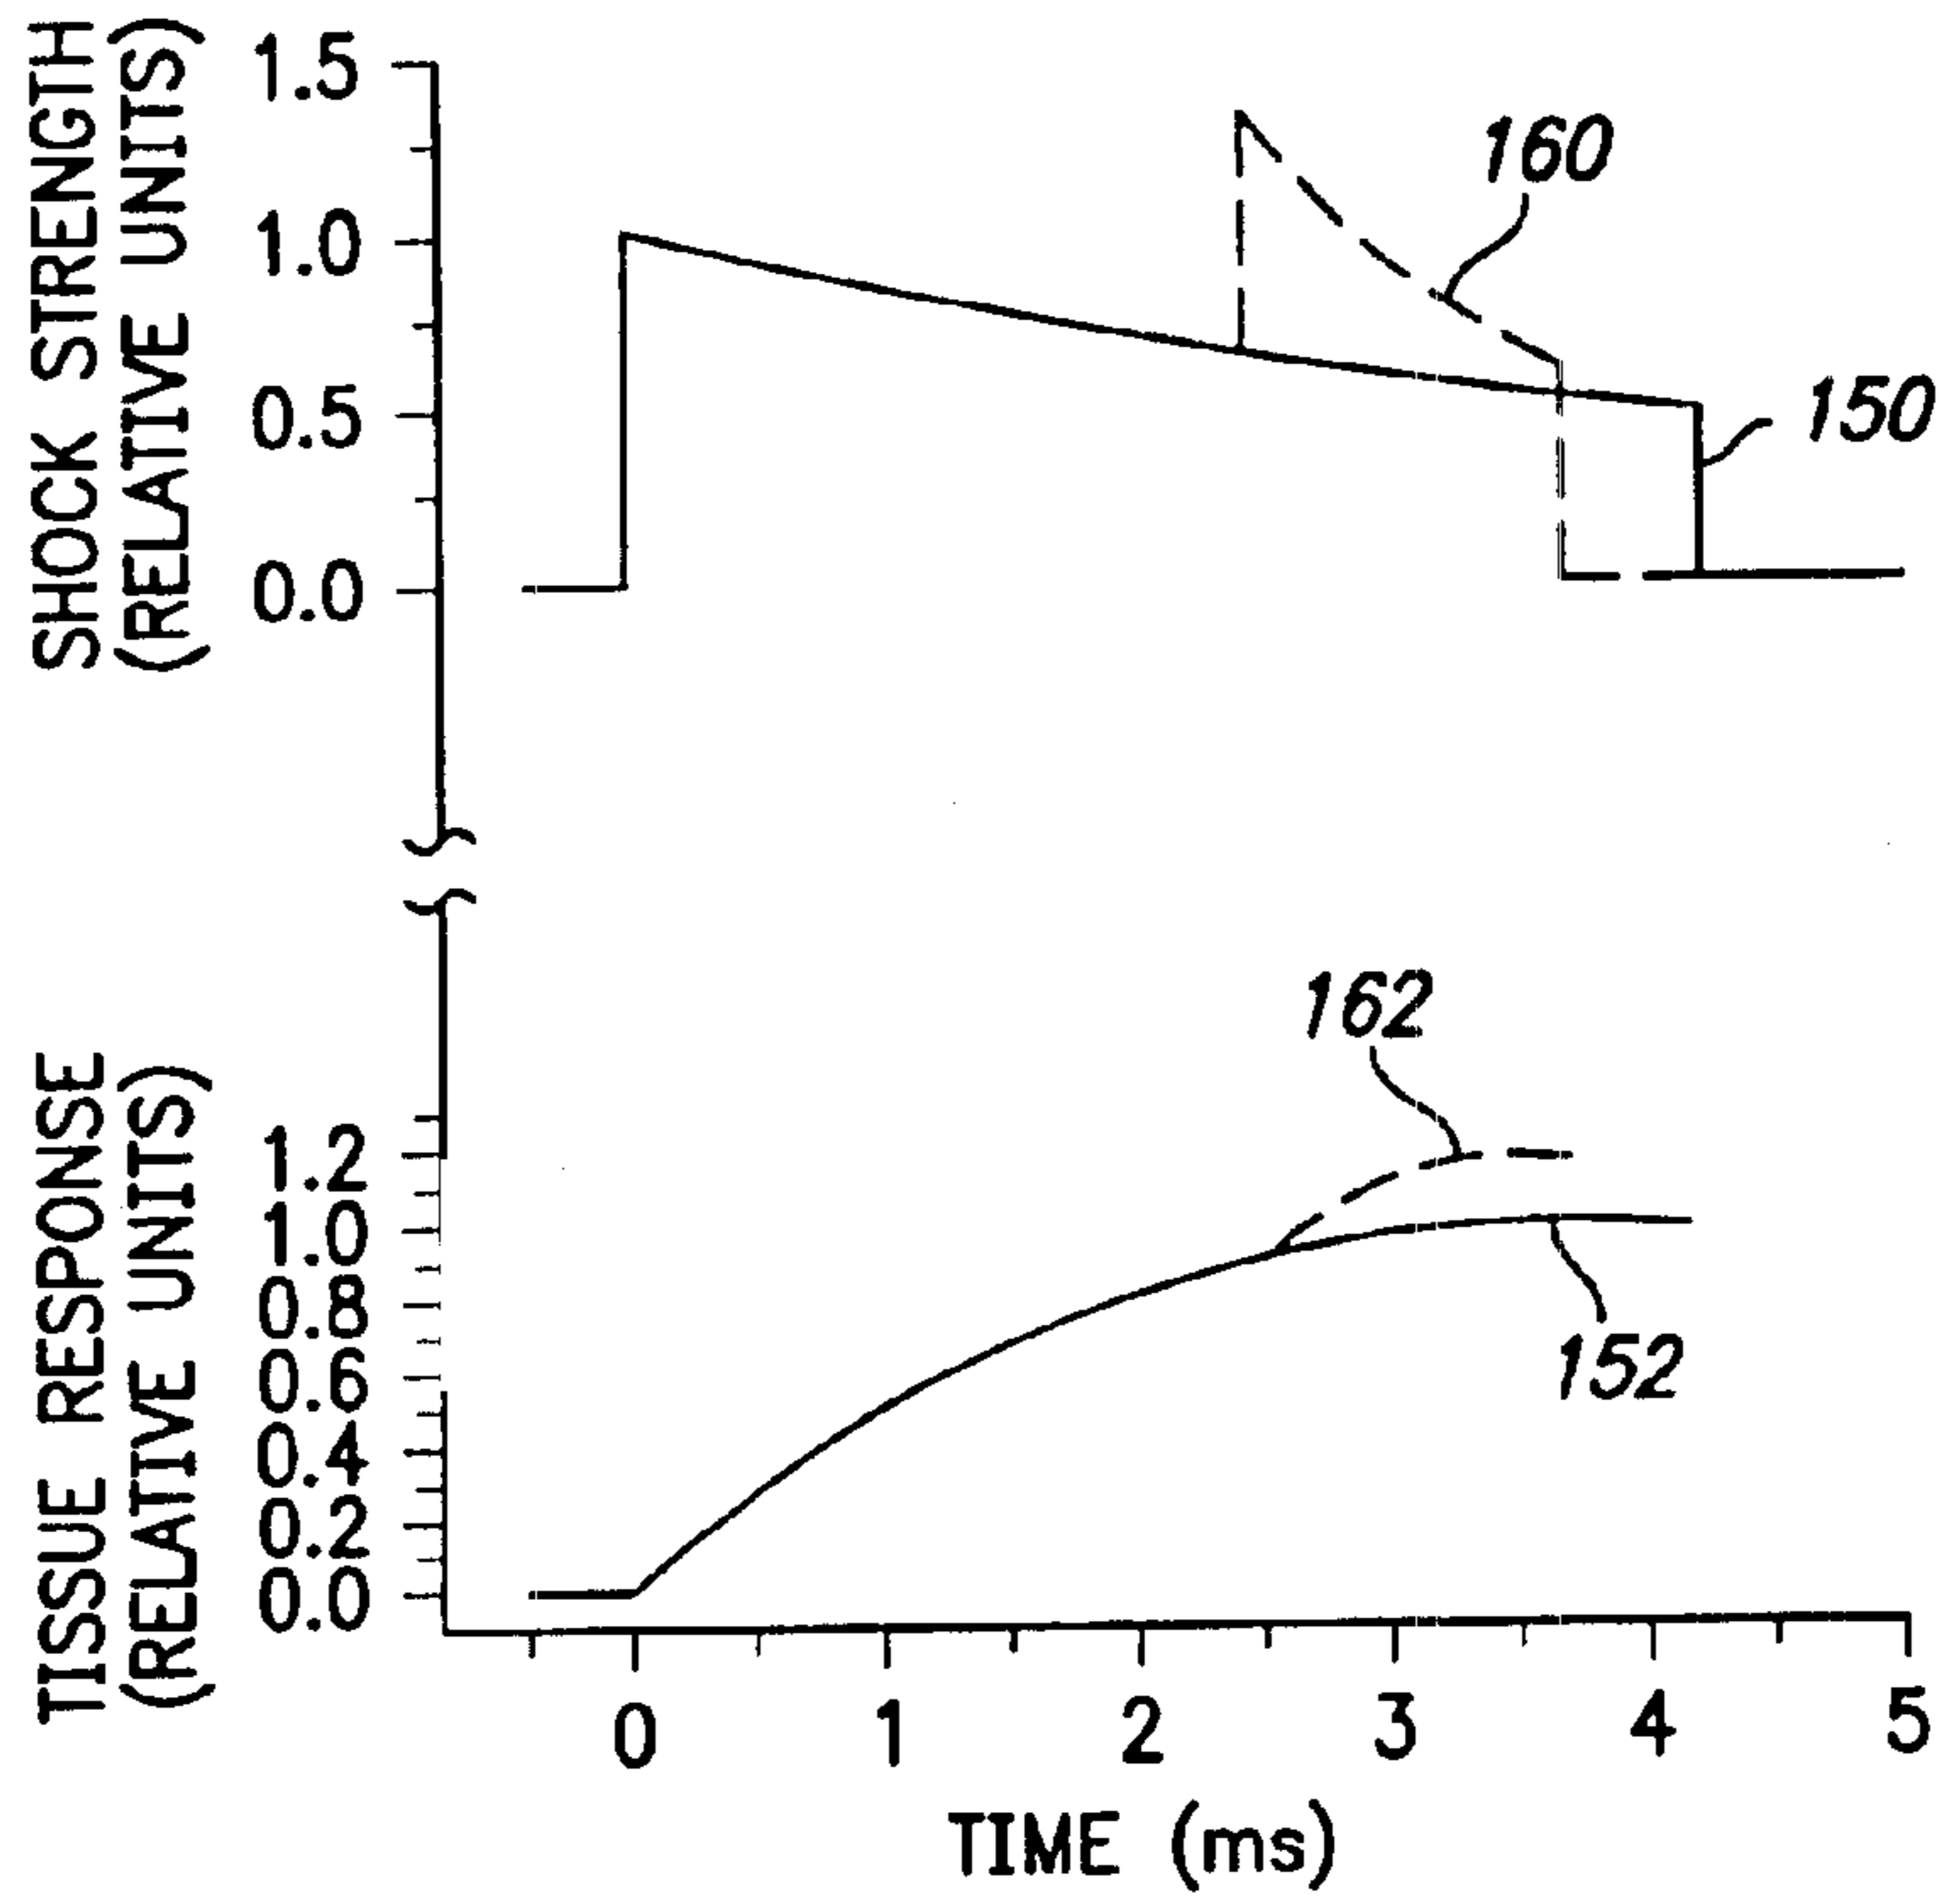 SHOCK STRENGTH
(RELATIVE UNITS)
1.5
1.0
0.5
0.0
160
150
TISSUE RESPONSE
(RELATIVE UNITS)
1.2
1.0
0.8
0.6
0.4
0.2
0.0
162
152
0 1 2 3 4 5
TIME (ms)